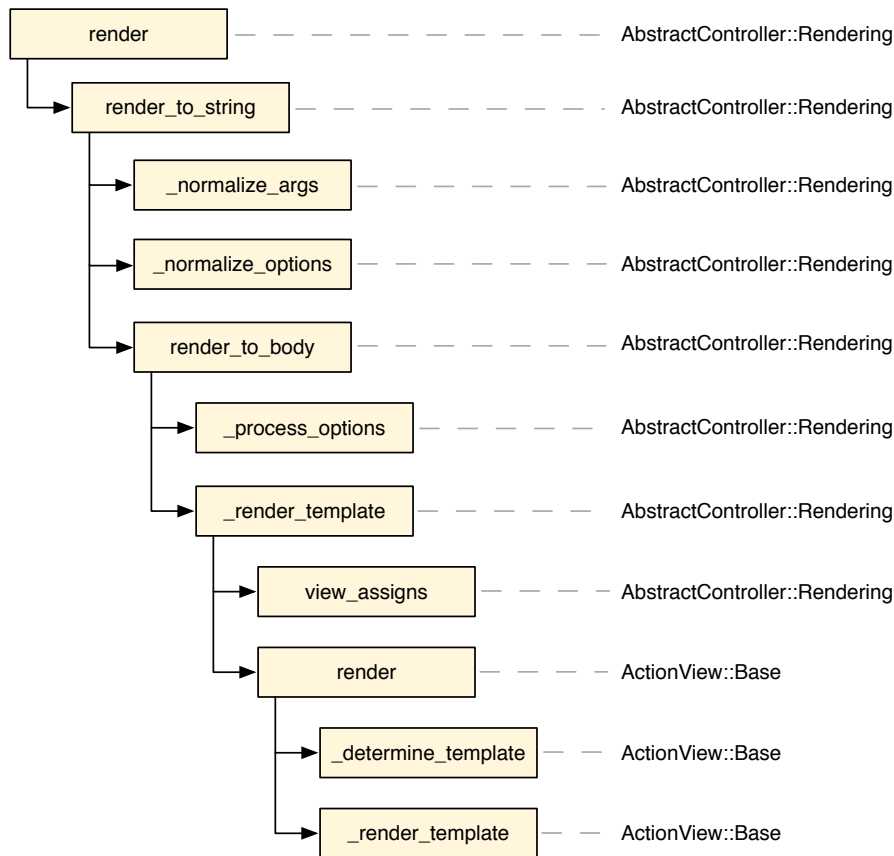 render AbstractController::Rendering
render_to_string AbstractController::Rendering
_normalize_args AbstractController::Rendering
_normalize_options AbstractController::Rendering
render_to_body AbstractController::Rendering
_process_options AbstractController::Rendering
_render_template AbstractController::Rendering
view_assigns AbstractController::Rendering
render ActionView::Base
_determine_template ActionView::Base
_render_template ActionView::Base